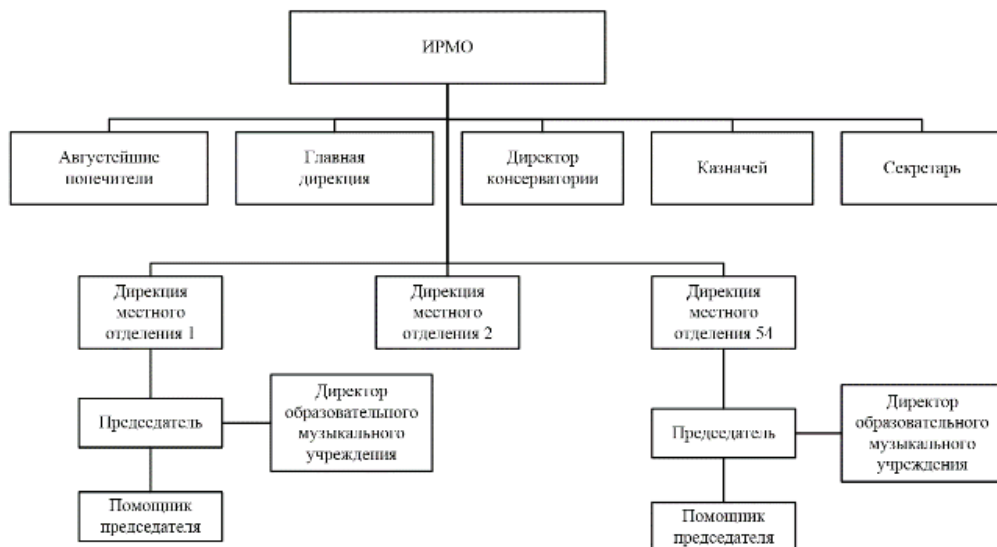 ИРМО
Августейшие
попечители
Главная
дирекция
Директор
консерватории
Казначей
Секретарь
Дирекция
местного
отделения 1
Дирекция
местного
отделения 2
Дирекция
местного
отделения 54
Председатель
Директор
образовательного
музыкального
учреждения
Председатель
Директор
образовательного
музыкального
учреждения
Помощник
председателя
Помощник
председателя